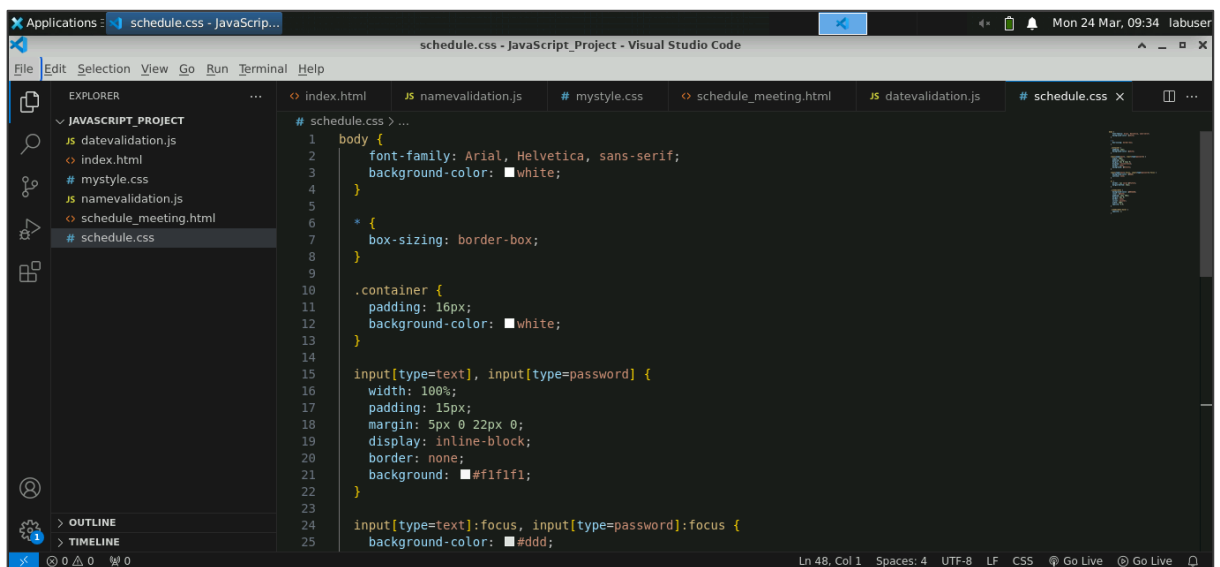 Applications schedule.css - JavaScrip...
Mon 24 Mar, 09:34 labuser
schedule.css - JavaScript_Project - Visual Studio Code
File Edit Selection View Go Run Terminal Help
EXPLORER ...
index.html JS namevalidation.js # mystyle.css schedule_meeting.html JS datevalidation.js # schedule.css ...
JAVASCRIPT_PROJECT
JS datevalidation.js
index.html
# mystyle.css
JS namevalidation.js
schedule_meeting.html
# schedule.css
OUTLINE
TIMELINE
# schedule.css > ...
1 body {
2 font-family: Arial, Helvetica, sans-serif;
3 background-color: white;
4 }
5
6 * {
7 box-sizing: border-box;
8 }
9
10 .container {
11 padding: 16px;
12 background-color: white;
13 }
14
15 input[type=text], input[type=password] {
16 width: 100%;
17 padding: 15px;
18 margin: 5px 0 22px 0;
19 display: inline-block;
20 border: none;
21 background: #f1f1f1;
22 }
23
24 input[type=text]:focus, input[type=password]:focus {
25 background-color: #ddd;
1
0 0 0 Ln 48, Col 1 Spaces: 4 UTF-8 LF CSS Go Live Go Live